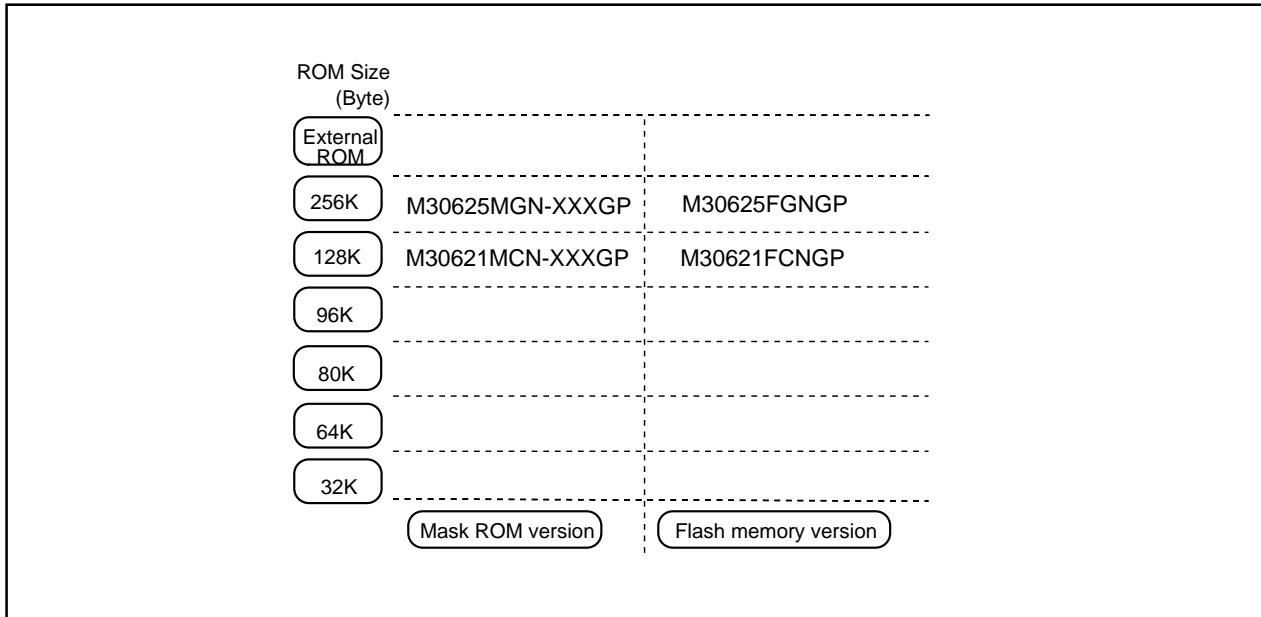 ROM Size
(Byte)
External
ROM
256K M30625MGN-XXXGP M30625FGNGP
128K M30621MCN-XXXGP M30621FCNGP
96K
80K
64K
32K
Mask ROM version Flash memory version